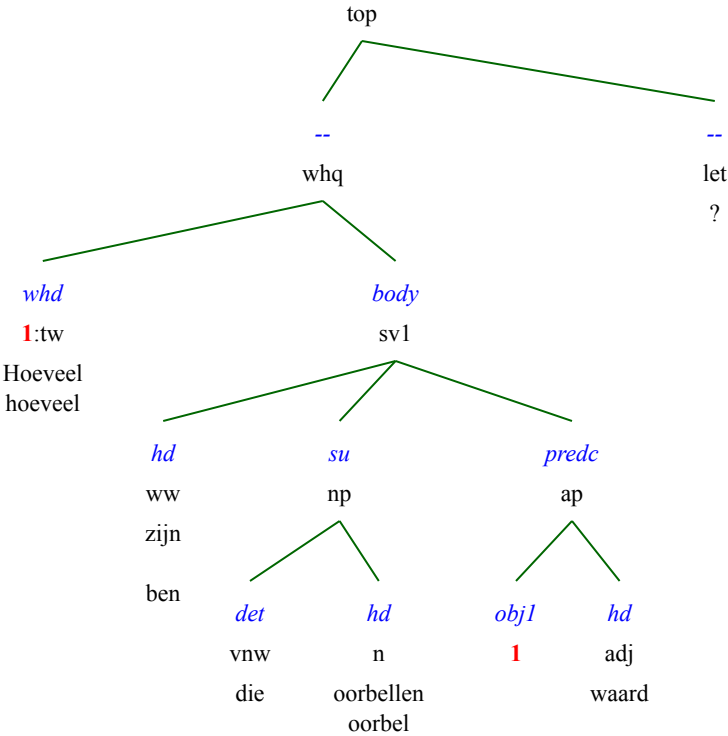 top
-- --
whq let
?
whd body
1:tw sv1
Hoeveel
hoeveel
hd su predc
ww np ap
zijn
ben
det hd obj1 hd
vnw n 1 adj
die oorbellen waard
oorbel